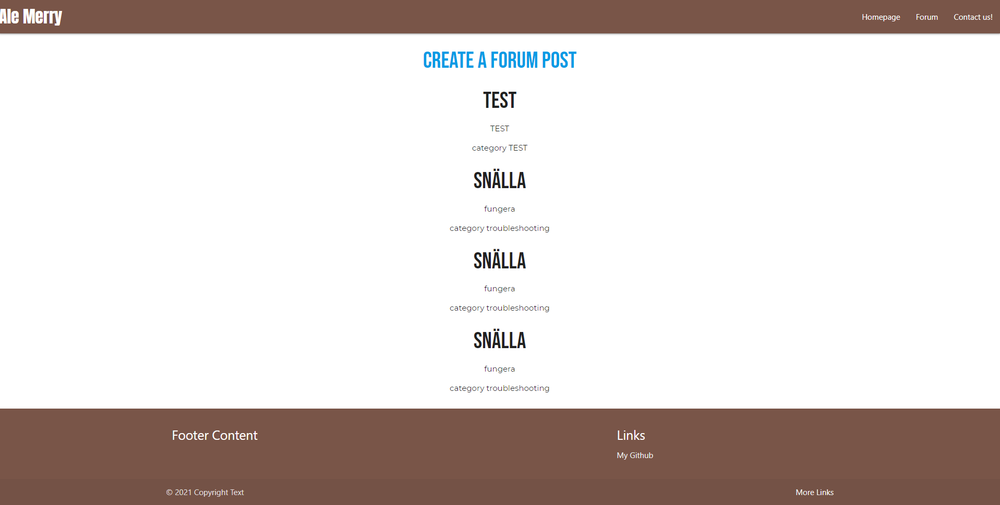 Ale Merry
Homepage Forum Contact us!
CREATE A FORUM POST
TEST
TEST
category TEST
SNÄLLA
fungera
category troubleshooting
SNÄLLA
fungera
category troubleshooting
SNÄLLA
fungera
category troubleshooting
Footer Content
Links
My Github
© 2021 Copyright Text
More Links